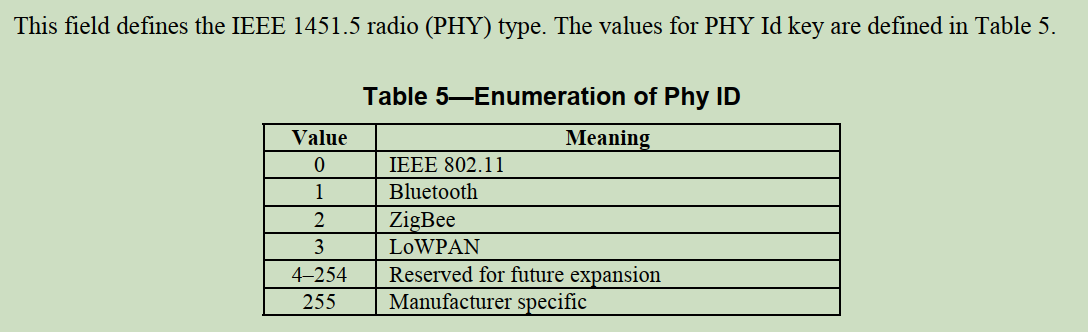 This field defines the IEEE 1451.5 radio (PHY) type. The values for PHY Id key are defined in Table 5.
Table 5—Enumeration of Phy ID
Value Meaning
0 IEEE 802.11
1 Bluetooth
2 ZigBee
3 LoWPAN
4–254 Reserved for future expansion
255 Manufacturer specific